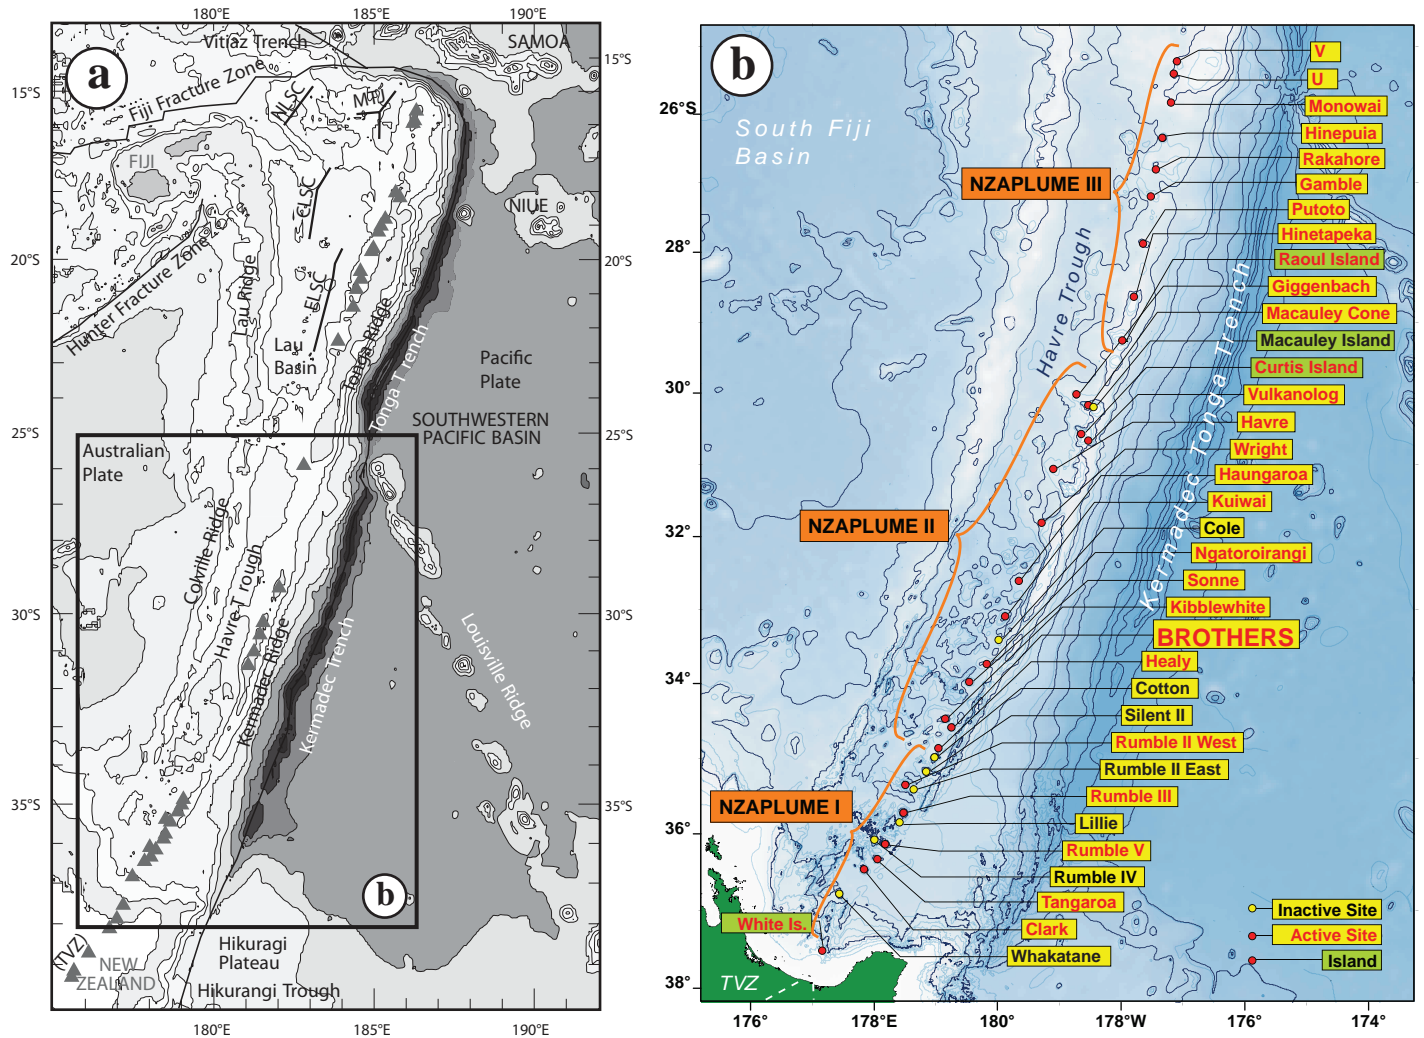 180°E
185°E
190°E
Vitiaz Trench
SAMOA
15°S
a
Fiji Fracture Zone
15°S
NLSC
MTJ
FIJI
CLSC
NIUE
20°S
20°S
Hunter Fracture Zone
Lau Ridge
ELSC
Lau
Basin
Tonga Ridge
Tonga Trench
Pacific
Plate
SOUTHWESTERN
PACIFIC BASIN
25°S
25°S
Australian
Plate
Colville Ridge
Havre Trough
Kermadec Ridge
Kermadec Trench
Louisville Ridge
30°S
30°S
35°S
35°S
b
TVZ
NEW
ZEALAND
Hikuragi
Plateau
Hikurangi Trough
180°E
185°E
190°E
b
26°S
28°
30°
32°
34°
36°
38°
South Fiji
Basin
Havre Trough
Kermadec Tonga Trench
NZAPLUME III
NZAPLUME II
NZAPLUME I
V
U
Monowai
Hinepuia
Rakahore
Gamble
Putoto
Hinetapeka
Raoul Island
Giggenbach
Macauley Cone
Macauley Island
Curtis Island
Vulkanolog
Havre
Wright
Haungaroa
Kuiwai
Cole
Ngatoroirangi
Sonne
Kibblewhite
BROTHERS
Healy
Cotton
Silent II
Rumble II West
Rumble II East
Rumble III
Lillie
Rumble V
Rumble IV
Tangaroa
Clark
Whakatane
White Is.
TVZ
Inactive Site
Active Site
Island
176°
178°E
180°
178°W
176°
174°